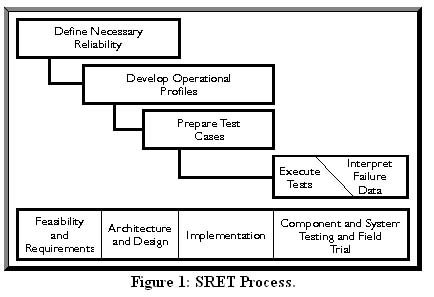 Define Necessary
Reliability
Develop Operational
Profiles
Prepare Test
Cases
Execute
Tests
Interpret
Failure
Data
Feasibility
and
Requirements
Architecture
and Design
Implementation
Component and System
Testing and Field
Trial
Figure 1: SRET Process.